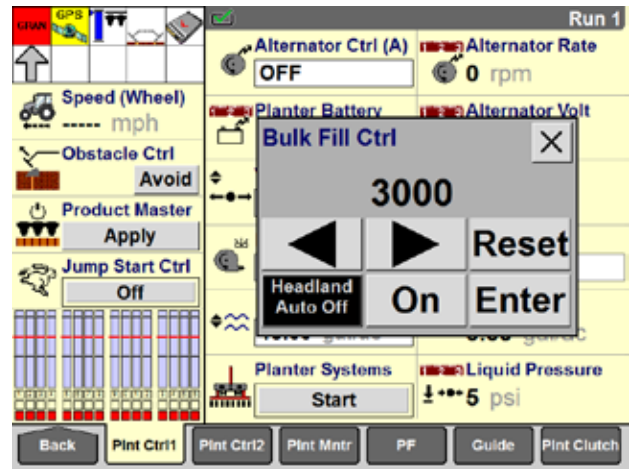 GRAN
GPS
Run 1
Speed (Wheel)
----- mph
Obstacle Ctrl
Avoid
Product Master
Apply
Jump Start Ctrl
Off
Alternator Ctrl (A)
OFF
Alternator Rate
0 rpm
Planter Battery
Alternator Volt
Bulk Fill Ctrl
3000
Reset
Headland
Auto Off
On
Enter
Planter Systems
Start
Liquid Pressure
5 psi
Back
Plnt Ctrl1
Plnt Ctrl2
Plnt Mntr
PF
Guide
Plnt Clutch